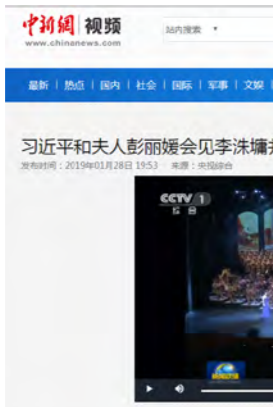 中新网 视频
www.chinanews.com
站内搜索
最新 | 热点 | 国内 | 社会 | 国际 | 军事 | 文娱
习近平和夫人彭丽媛会见李洙墉
发布时间：2019年01月28日 19:53 来源：央视综合
CCTV 1
综合